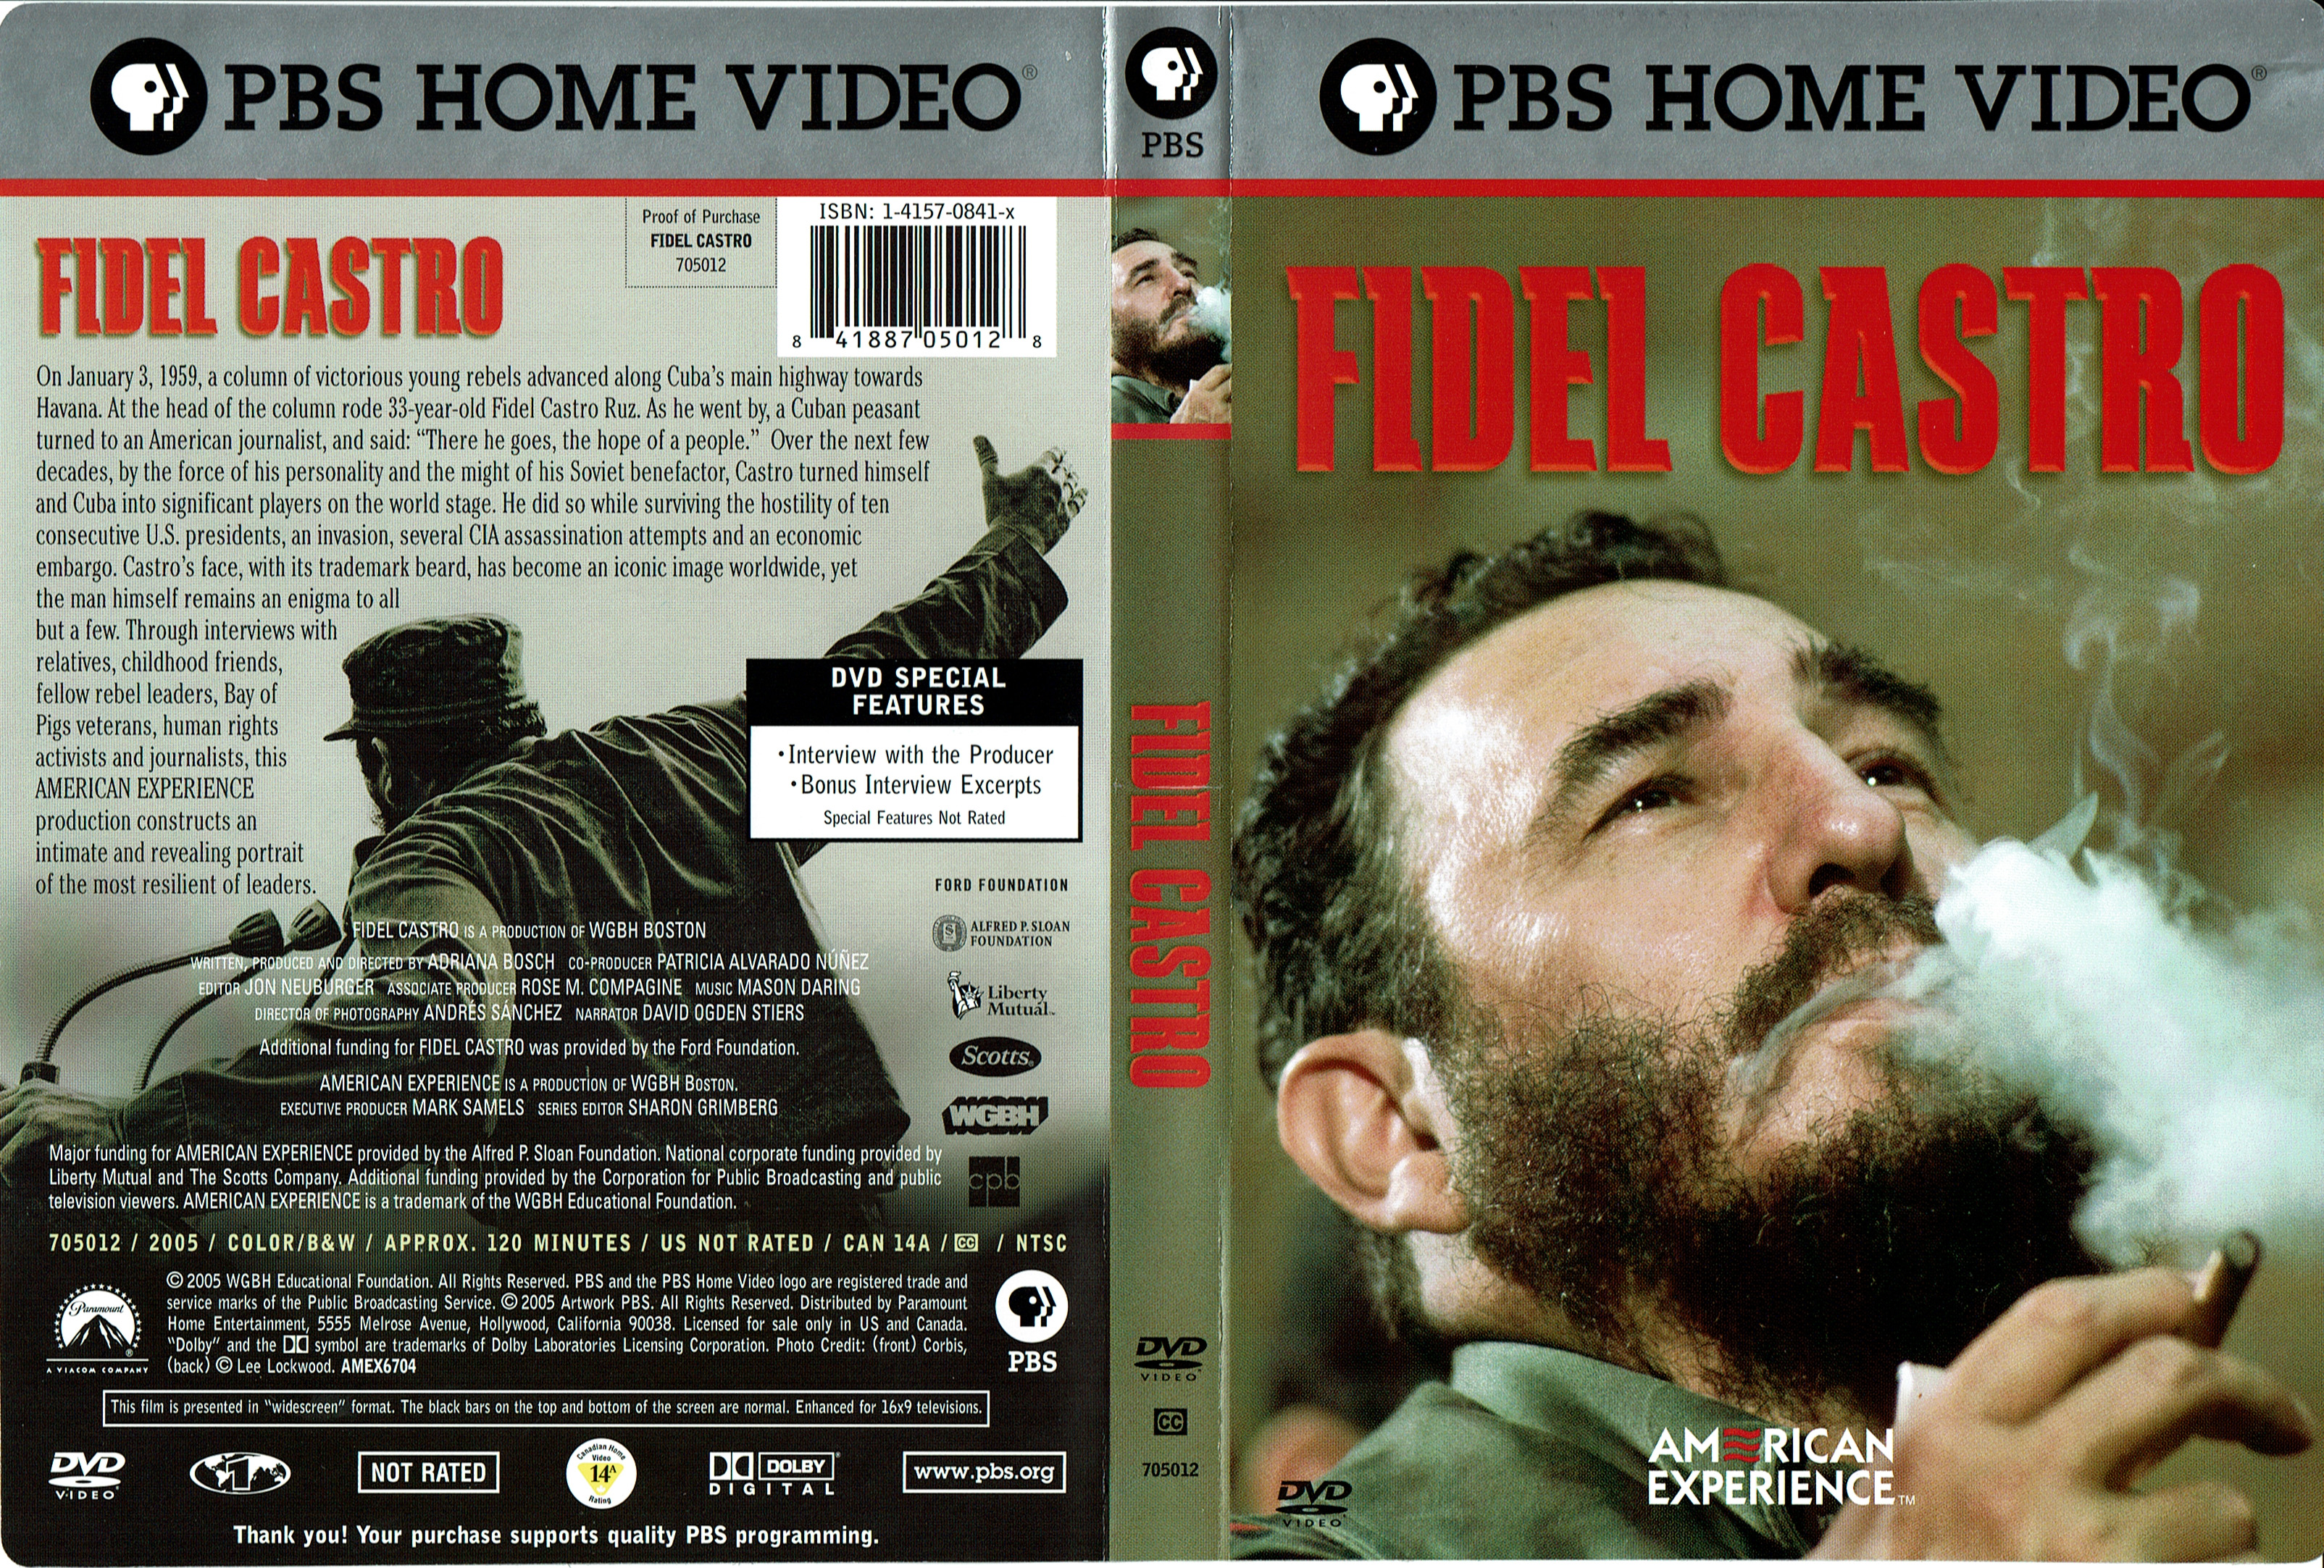 PBS HOME VIDEO®
FIDEL CASTRO
Proof of Purchase
FIDEL CASTRO
705012
ISBN: 1-4157-0841-x
8 41887 05012 8
On January 3, 1959, a column of victorious young rebels advanced along Cuba's main highway towards
Havana. At the head of the column rode 33-year-old Fidel Castro Ruz. As he went by, a Cuban peasant
turned to an American journalist, and said: “There he goes, the hope of a people.” Over the next few
decades, by the force of his personality and the might of his Soviet benefactor, Castro turned himself
and Cuba into significant players on the world stage. He did so while surviving the hostility of ten
consecutive U.S. presidents, an invasion, several CIA assassination attempts and an economic
embargo. Castro's face, with its trademark beard, has become an iconic image worldwide, yet
the man himself remains an enigma to all
but a few. Through interviews with
relatives, childhood friends,
fellow rebel leaders, Bay of
Pigs veterans, human rights
activists and journalists, this
AMERICAN EXPERIENCE
production constructs an
intimate and revealing portrait
of the most resilient of leaders.
DVD SPECIAL
FEATURES
•Interview with the Producer
•Bonus Interview Excerpts
Special Features Not Rated
FIDEL CASTRO IS A PRODUCTION OF WGBH BOSTON
WRITTEN, PRODUCED AND DIRECTED BY ADRIANA BOSCH CO-PRODUCER PATRICIA ALVARADO NÚÑEZ
EDITOR JON NEUBURGER ASSOCIATE PRODUCER ROSE M. COMPAGINE MUSIC MASON DARING
DIRECTOR OF PHOTOGRAPHY ANDRÉS SÁNCHEZ NARRATOR DAVID OGDEN STIERS
Additional funding for FIDEL CASTRO was provided by the Ford Foundation.
AMERICAN EXPERIENCE IS A PRODUCTION OF WGBH BOSTON.
EXECUTIVE PRODUCER MARK SAMELS SERIES EDITOR SHARON GRIMBERG
FORD FOUNDATION
ALFRED P. SLOAN
FOUNDATION
Liberty
Mutual™
Scotts®
WGBH
cpb
Major funding for AMERICAN EXPERIENCE provided by the Alfred P. Sloan Foundation. National corporate funding provided by
Liberty Mutual and The Scotts Company. Additional funding provided by the Corporation for Public Broadcasting and public
television viewers. AMERICAN EXPERIENCE is a trademark of the WGBH Educational Foundation.
705012 / 2005 / COLOR/B&W / APPROX. 120 MINUTES / US NOT RATED / CAN 14A / CC / NTSC
Paramount®
A VIACOM COMPANY
© 2005 WGBH Educational Foundation. All Rights Reserved. PBS and the PBS Home Video logo are registered trade and
service marks of the Public Broadcasting Service. © 2005 Artwork PBS. All Rights Reserved. Distributed by Paramount
Home Entertainment, 5555 Melrose Avenue, Hollywood, California 90038. Licensed for sale only in US and Canada.
“Dolby” and the symbol are trademarks of Dolby Laboratories Licensing Corporation. Photo Credit: (front) Corbis,
(back) © Lee Lockwood. AMEX6704
PBS
This film is presented in “widescreen” format. The black bars on the top and bottom of the screen are normal. Enhanced for 16x9 televisions.
DVD
VIDEO
1
NOT RATED
Canadian Home
Video
14A
Rating
DOLBY®
DIGITAL
www.pbs.org
Thank you! Your purchase supports quality PBS programming.
PBS
FIDEL CASTRO
DVD
VIDEO
CC
705012
PBS HOME VIDEO®
FIDEL CASTRO
AMERICAN
EXPERIENCE™
DVD
VIDEO